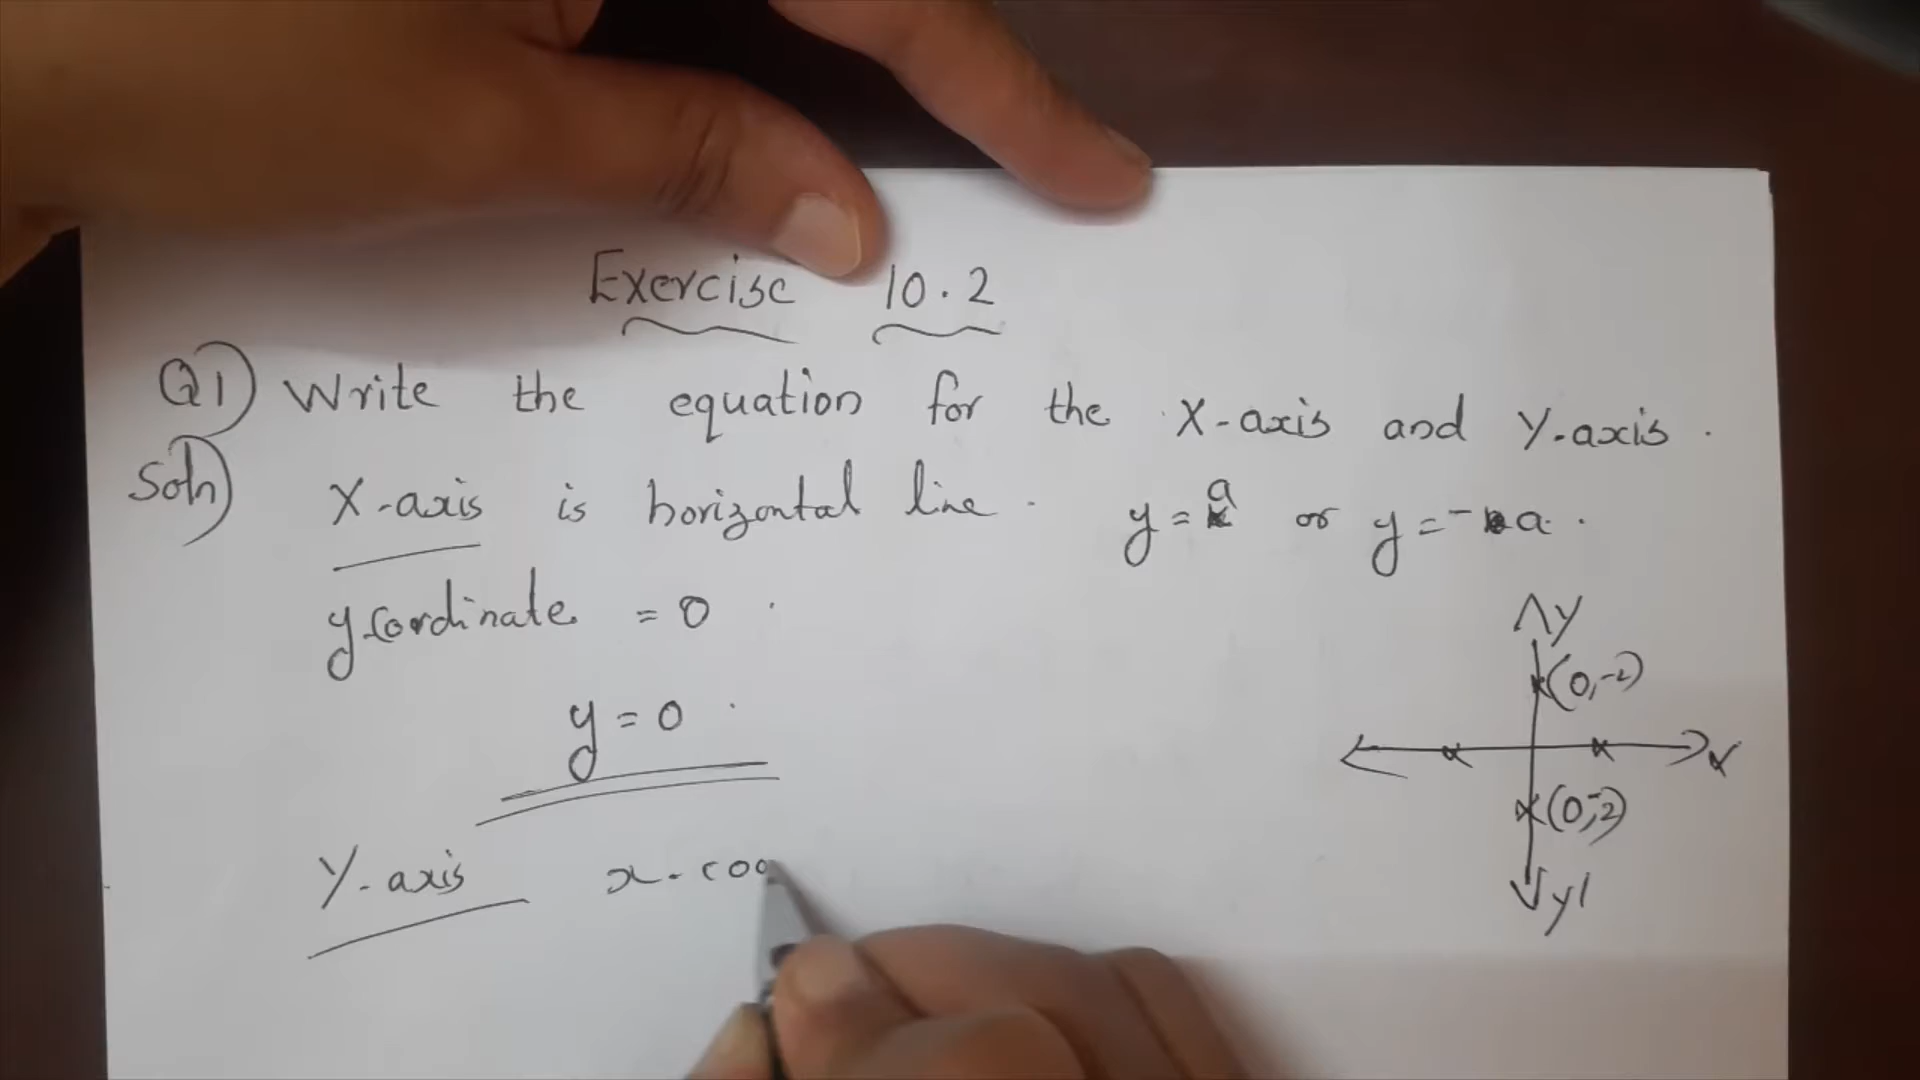 Exercise 10.2
Q1) Write the equation for the X-axis and Y-axis.
Soln) X-axis is horizontal line. y = a or y = -a.
y-cordinate = 0.
y = 0.
Y-axis x-coo
Y
(0,-2)
X
(0,-2)
y1